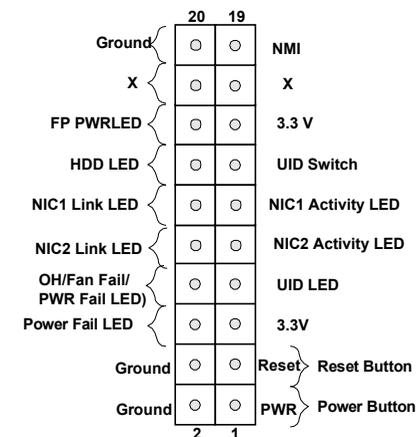 20 19
Ground NMI
X X
FP PWRLED 3.3 V
HDD LED UID Switch
NIC1 Link LED NIC1 Activity LED
NIC2 Link LED NIC2 Activity LED
OH/Fan Fail/
PWR Fail LED) UID LED
Power Fail LED 3.3V
Ground Reset Reset Button
Ground PWR Power Button
2 1